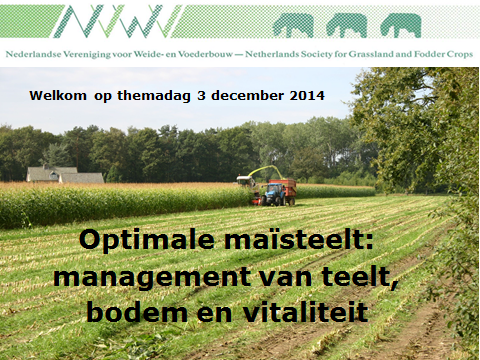 NVWV
Nederlandse Vereniging voor Weide- en Voederbouw — Netherlands Society for Grassland and Fodder Crops
Welkom op themadag 3 december 2014
Optimale maïsteelt:
management van teelt,
bodem en vitaliteit